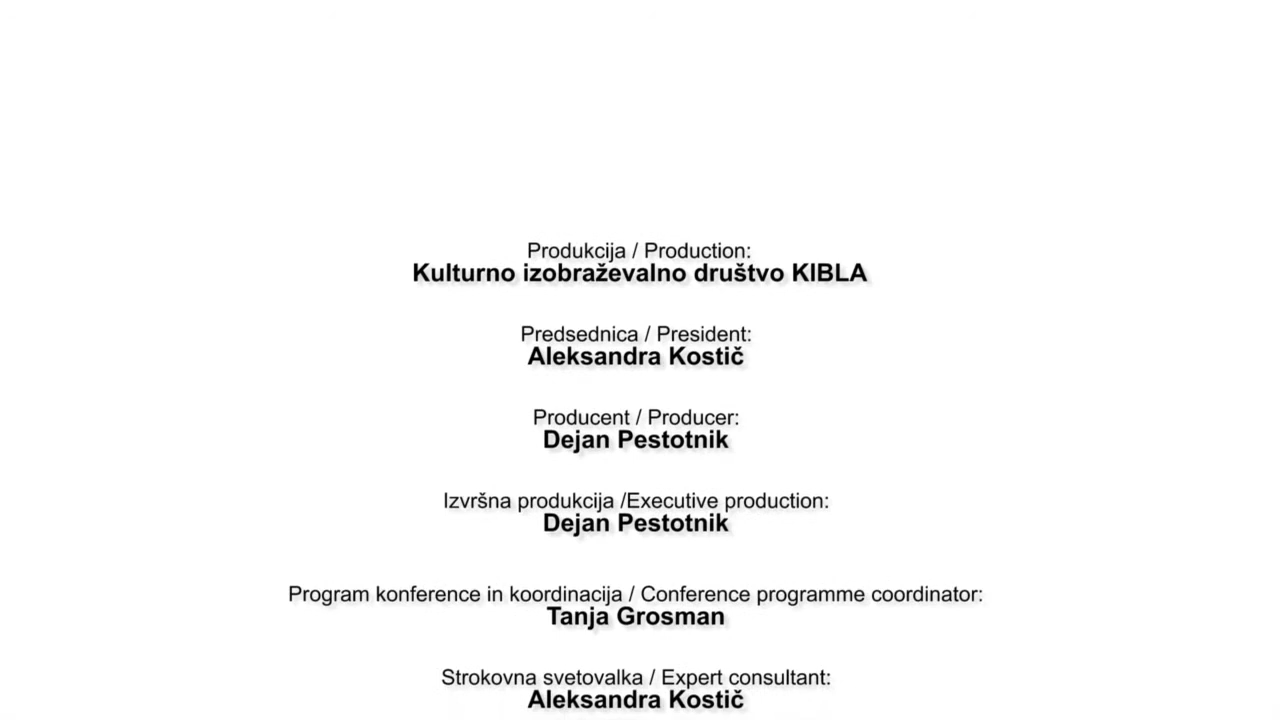 Produkcija / Production:
Kulturno izobraževalno društvo KIBLA
Predsednica / President:
Aleksandra Kostič
Producent / Producer:
Dejan Pestotnik
Izvršna produkcija /Executive production:
Dejan Pestotnik
Program konference in koordinacija / Conference programme coordinator:
Tanja Grosman
Strokovna svetovalka / Expert consultant:
Aleksandra Kostič